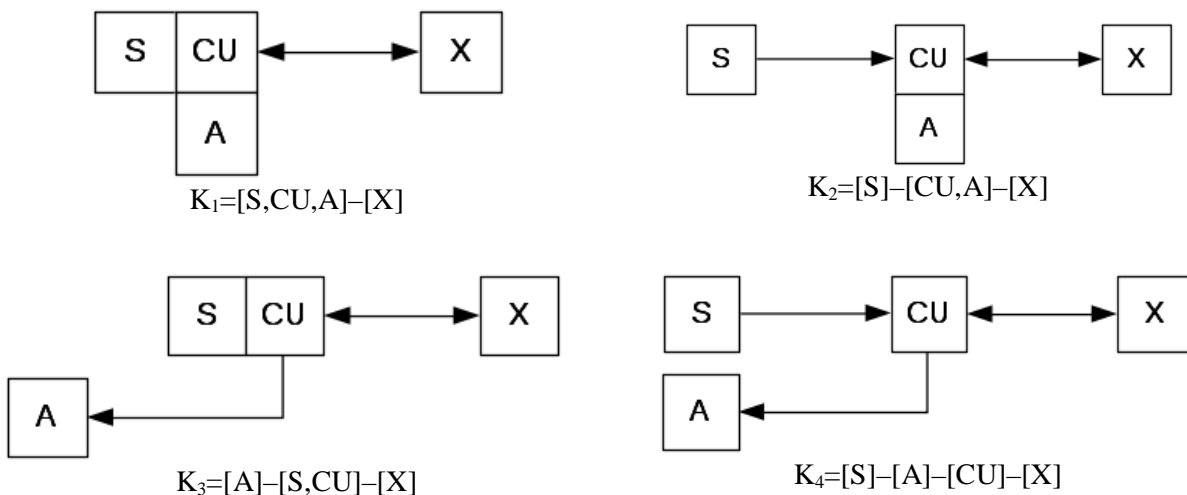 S CU X
A
K₁=[S,CU,A]–[X]
S CU X
A
K₂=[S]–[CU,A]–[X]
S CU X
A
K₃=[A]–[S,CU]–[X]
S CU X
A
K₄=[S]–[A]–[CU]–[X]